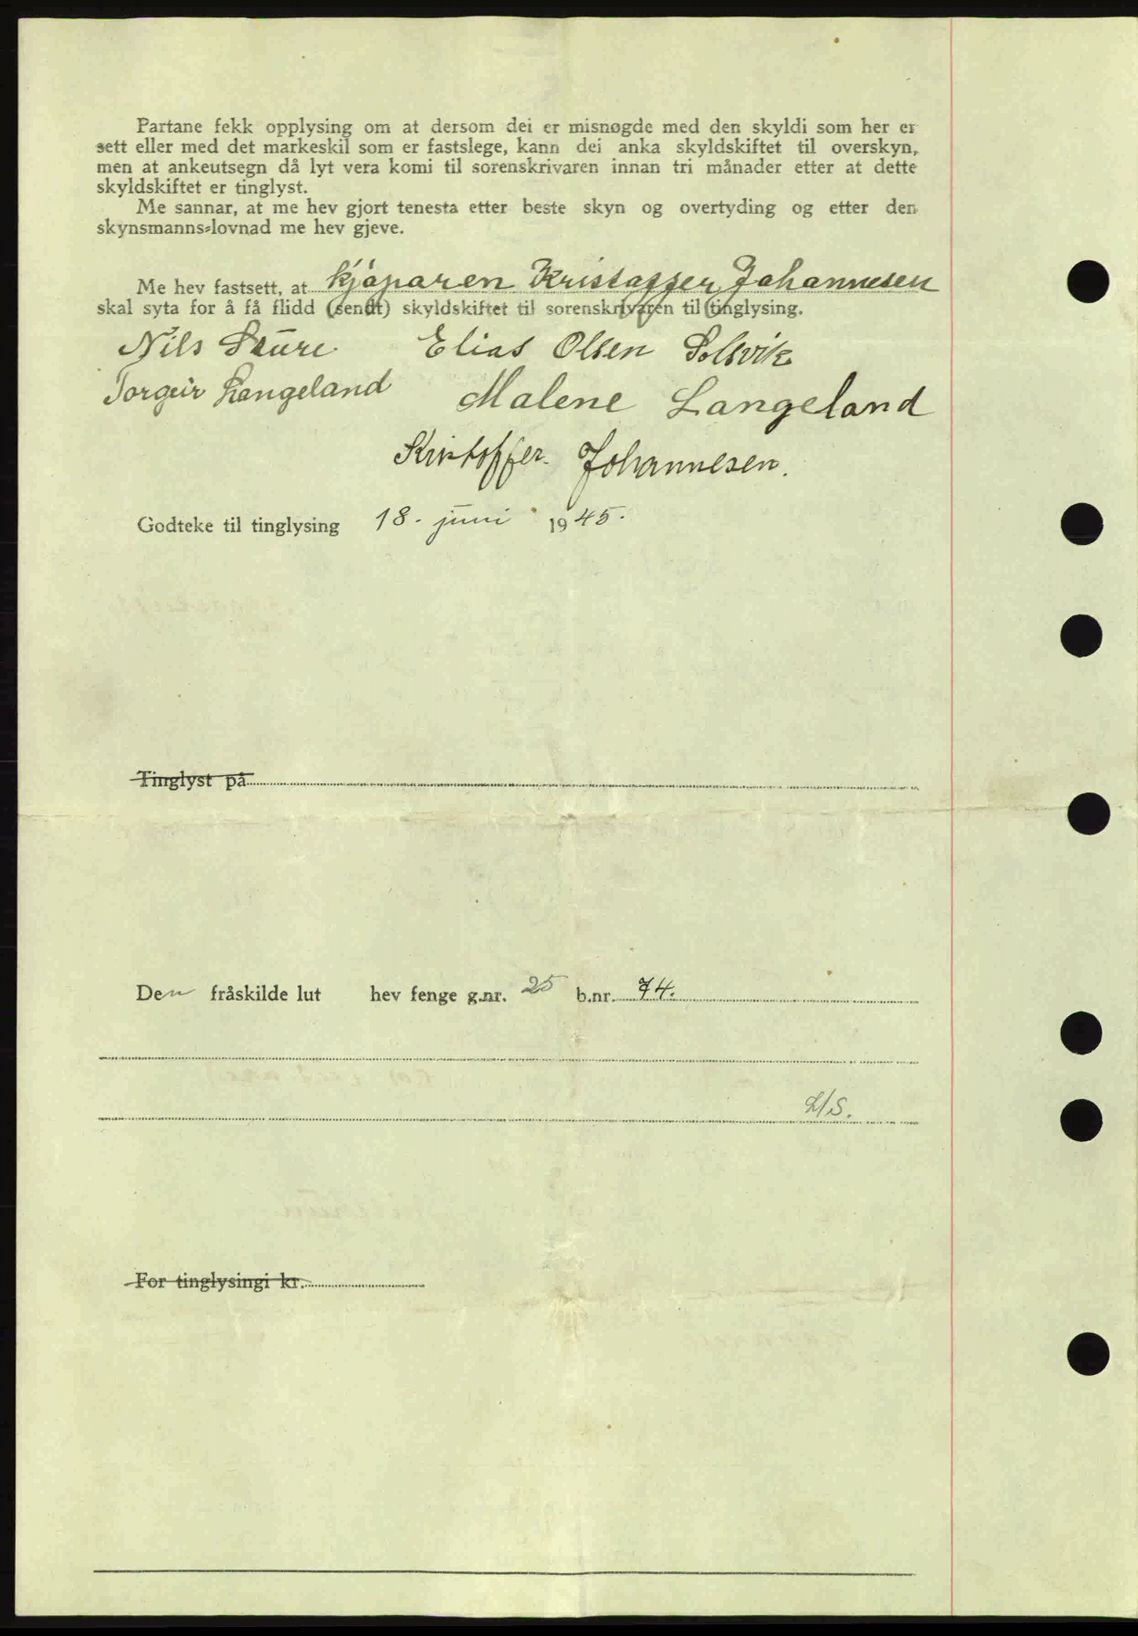 Partane fekk opplysing om at dersom dei er misnøgde med den skyldi som her er
sett eller med det markeskil som er fastslege, kann dei anka skyldskiftet til overskyn,
men at ankeutsegn då lyt vera komi til sorenskrivaren innan tri månader etter at dette
skyldskiftet er tinglyst.
Me sannar, at me hev gjort tenesta etter beste skyn og overtyding og etter den
skynsmanns-lovnad me hev gjeve.
Me hev fastsett, at kjøparen Kristoffer Johannesen
skal syta for å få flidd (sendt) skyldskiftet til sorenskrivaren til (tinglysing.
Nils Elias Olsen Solsvik
Torgeir Langeland Malene Langeland
Kristoffer Johannesen.
Godteke til tinglysing 18. juni 1945.
Tinglyst på
Den fråskilde lut hev fenge g.nr. 25 b.nr. 74.
L/S.
For tinglysingi kr.